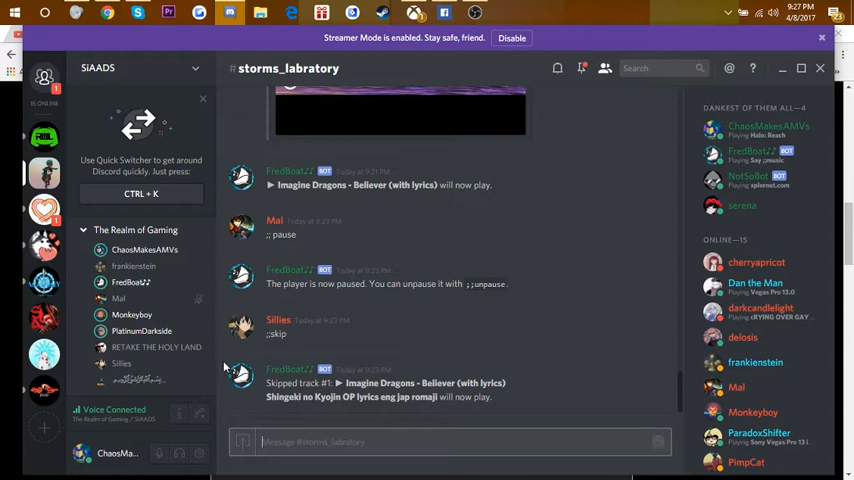 9:27 PM
4/8/2017
23
Streamer Mode is enabled. Stay safe, friend.
Disable
SiAADS
# storms_labratory
Search
1
15 ONLINE
Use Quick Switcher to get around
Discord quickly. Just press:
CTRL + K
The Realm of Gaming
ChaosMakesAMVs
frankienstein
FredBoat♪♪
Mal
Monkeyboy
PlatinumDarkside
RETAKE THE HOLY LAND
Sillies
Voice Connected
The Realm of Gaming / SiAADS
ChaosMa...
FredBoat♪♪ BOT Today at 9:21 PM
▶ Imagine Dragons - Believer (with lyrics) will now play.
Mal Today at 9:23 PM
;; pause
FredBoat♪♪ BOT Today at 9:23 PM
The player is now paused. You can unpause it with ;;unpause.
Sillies Today at 9:23 PM
;;skip
FredBoat♪♪ BOT Today at 9:23 PM
Skipped track #1: ▶ Imagine Dragons - Believer (with lyrics)
Shingeki no Kyojin OP lyrics eng jap romaji will now play.
Message #storms_labratory
DANKEST OF THEM ALL—4
ChaosMakesAMVs
Playing Halo: Reach
FredBoat♪♪ BOT
Playing Say ;;music
NotSoBot BOT
Playing xplornet.com
serena
ONLINE—15
cherryapricot
Dan the Man
Playing Vegas Pro 13.0
darkcandlelight
Playing cRYING OVER GAY ...
delosis
frankienstein
Mal
Monkeyboy
ParadoxShifter
Playing Sony Vegas Pro 13 i...
PimpCat